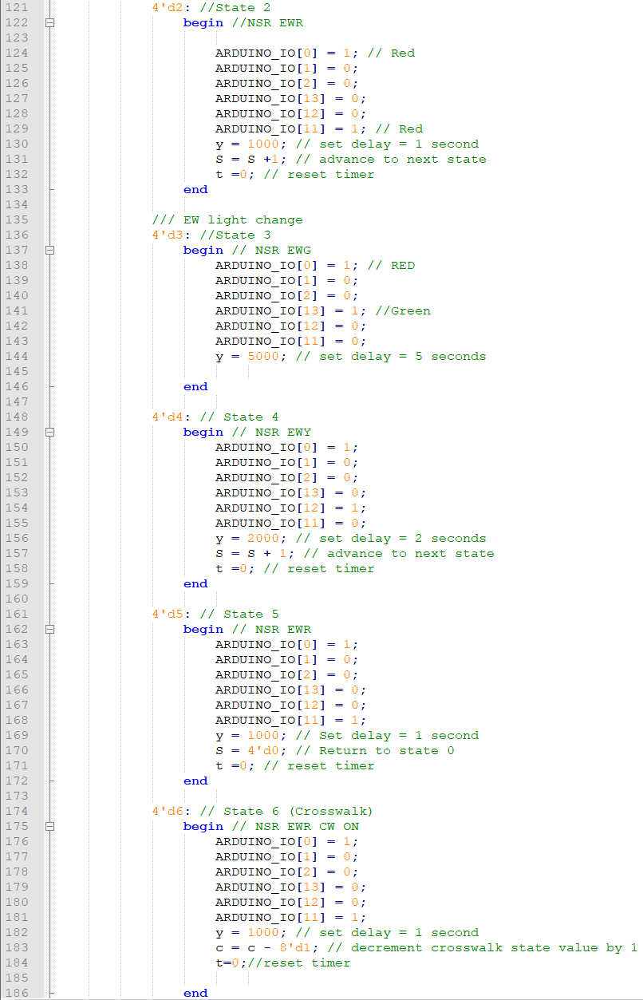 121 4'd2: //State 2
122 begin //NSR EWR
123
124 ARDUINO_IO[0] = 1; // Red
125 ARDUINO_IO[1] = 0;
126 ARDUINO_IO[2] = 0;
127 ARDUINO_IO[13] = 0;
128 ARDUINO_IO[12] = 0;
129 ARDUINO_IO[11] = 1; // Red
130 y = 1000; // set delay = 1 second
131 S = S +1; // advance to next state
132 t =0; // reset timer
133 end
134
135 /// EW light change
136 4'd3: //State 3
137 begin // NSR EWG
138 ARDUINO_IO[0] = 1; // RED
139 ARDUINO_IO[1] = 0;
140 ARDUINO_IO[2] = 0;
141 ARDUINO_IO[13] = 1; //Green
142 ARDUINO_IO[12] = 0;
143 ARDUINO_IO[11] = 0;
144 y = 5000; // set delay = 5 seconds
145
146 end
147
148 4'd4: // State 4
149 begin // NSR EWY
150 ARDUINO_IO[0] = 1;
151 ARDUINO_IO[1] = 0;
152 ARDUINO_IO[2] = 0;
153 ARDUINO_IO[13] = 0;
154 ARDUINO_IO[12] = 1;
155 ARDUINO_IO[11] = 0;
156 y = 2000; // set delay = 2 seconds
157 S = S + 1; // advance to next state
158 t =0; // reset timer
159 end
160
161 4'd5: // State 5
162 begin // NSR EWR
163 ARDUINO_IO[0] = 1;
164 ARDUINO_IO[1] = 0;
165 ARDUINO_IO[2] = 0;
166 ARDUINO_IO[13] = 0;
167 ARDUINO_IO[12] = 0;
168 ARDUINO_IO[11] = 1;
169 y = 1000; // Set delay = 1 second
170 S = 4'd0; // Return to state 0
171 t =0; // reset timer
172 end
173
174 4'd6: // State 6 (Crosswalk)
175 begin // NSR EWR CW ON
176 ARDUINO_IO[0] = 1;
177 ARDUINO_IO[1] = 0;
178 ARDUINO_IO[2] = 0;
179 ARDUINO_IO[13] = 0;
180 ARDUINO_IO[12] = 0;
181 ARDUINO_IO[11] = 1;
182 y = 1000; // set delay = 1 second
183 c = c - 8'd1; // decrement crosswalk state value by 1
184 t=0;//reset timer
185
186 end